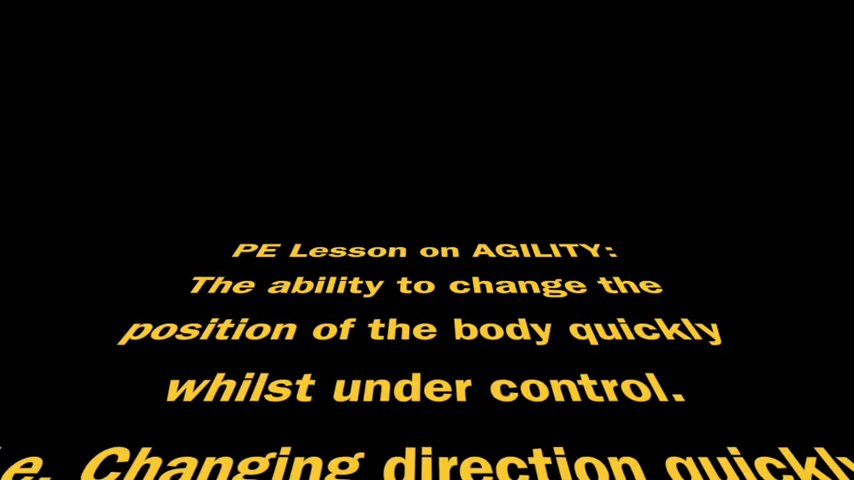 PE Lesson on AGILITY:
The ability to change the
position of the body quickly
whilst under control.
i.e. Changing direction quickly